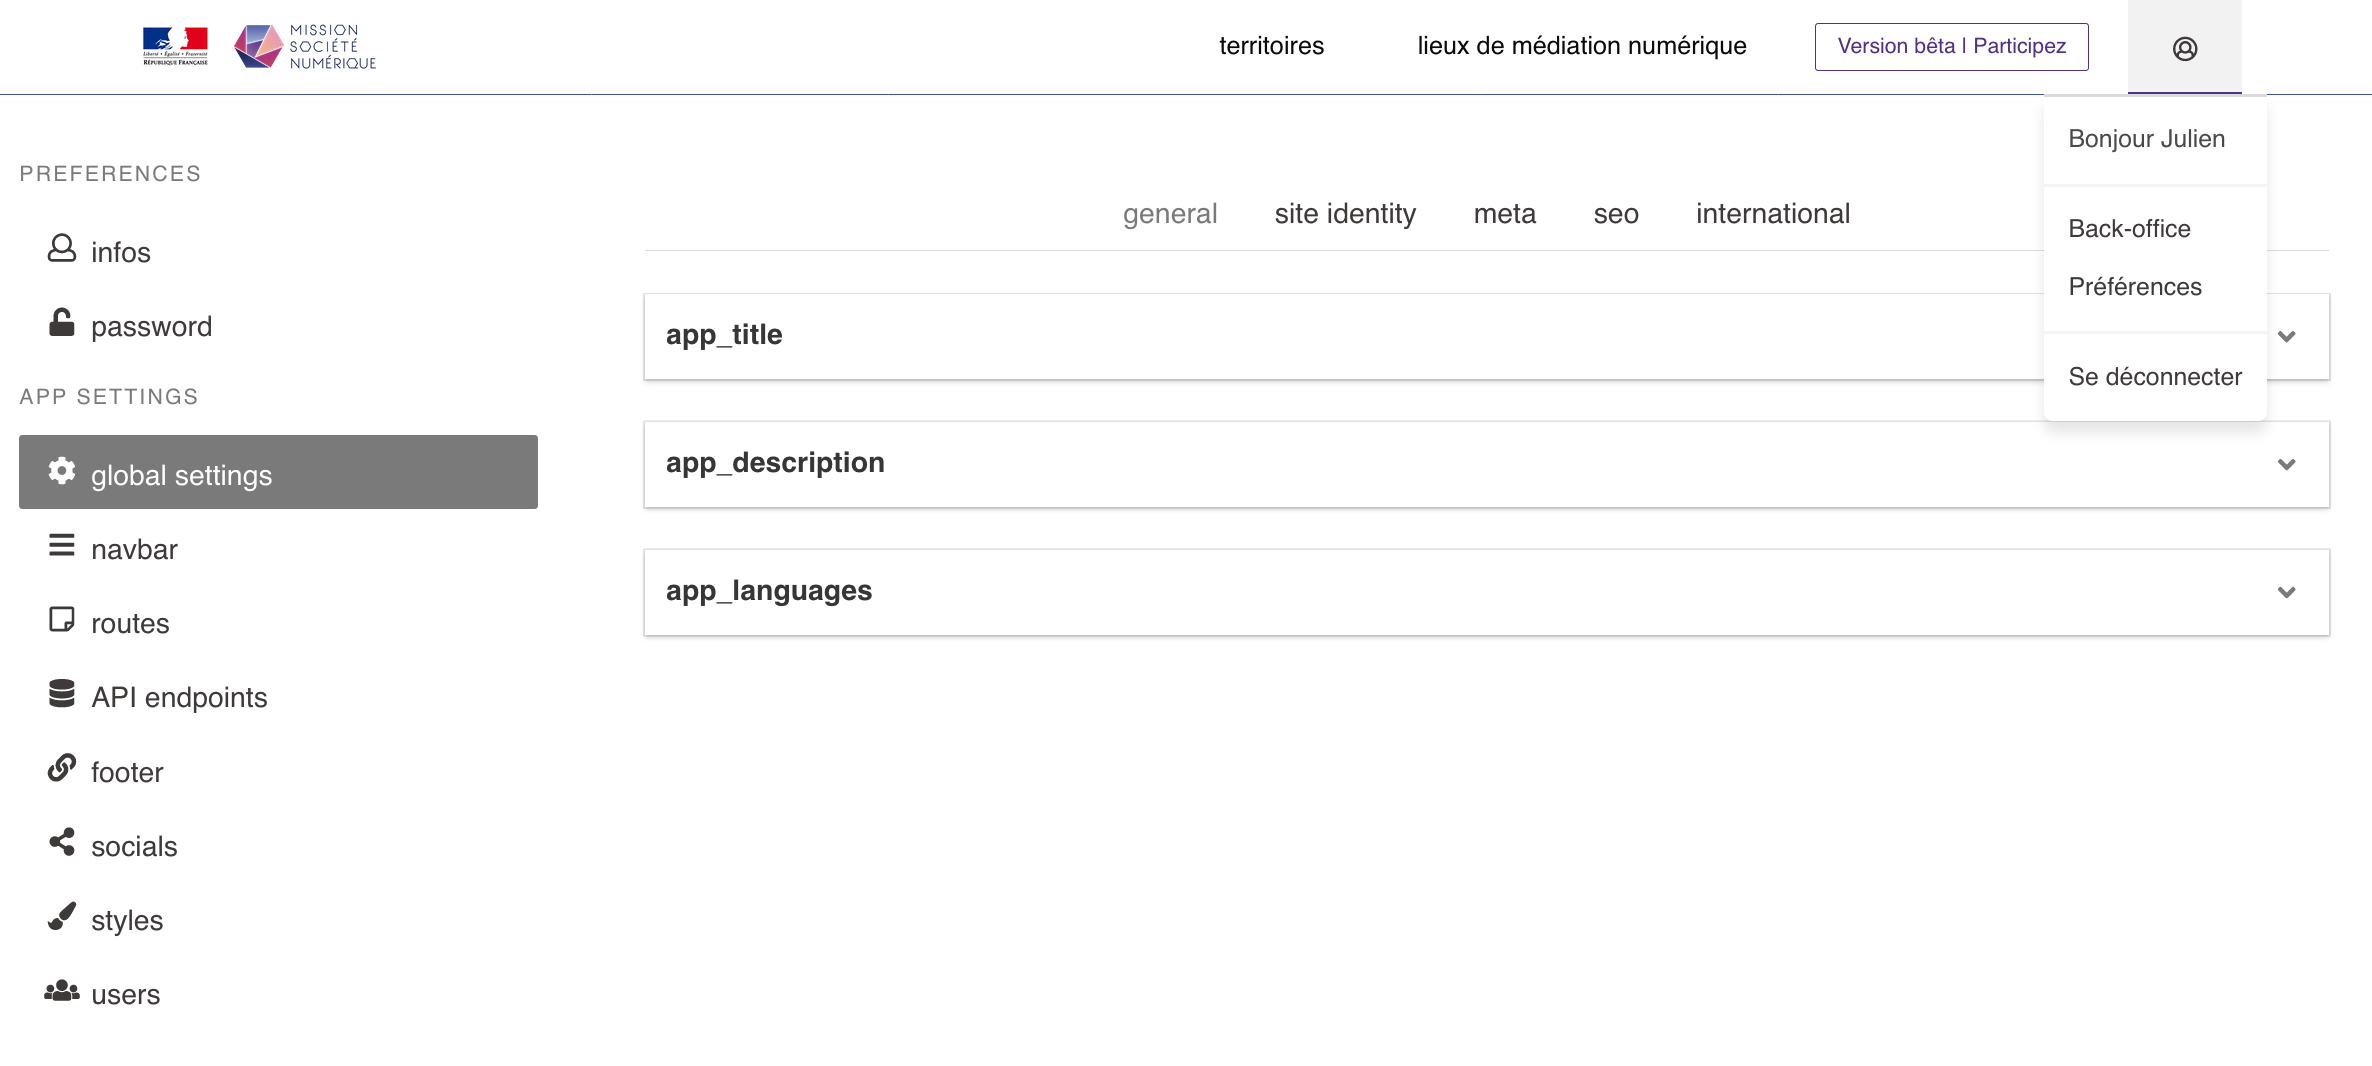 Liberté • Égalité • Fraternité
RÉPUBLIQUE FRANÇAISE
MISSION
SOCIÉTÉ
NUMÉRIQUE
territoires
lieux de médiation numérique
Version bêta | Participez
Bonjour Julien
Back-office
Préférences
Se déconnecter
PREFERENCES
infos
password
APP SETTINGS
global settings
navbar
routes
API endpoints
footer
socials
styles
users
general
site identity
meta
seo
international
app_title
app_description
app_languages